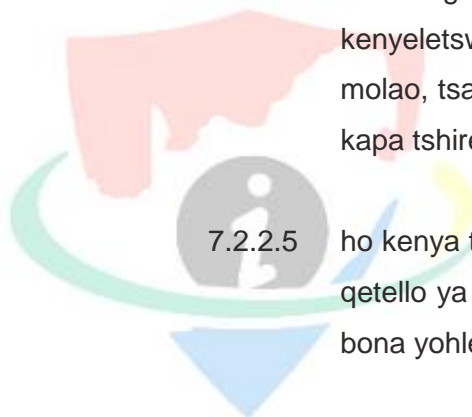 kenyeletsw
molao, tsa
kapa tshire
7.2.2.5 ho kenya t
qetello ya
bona yohle